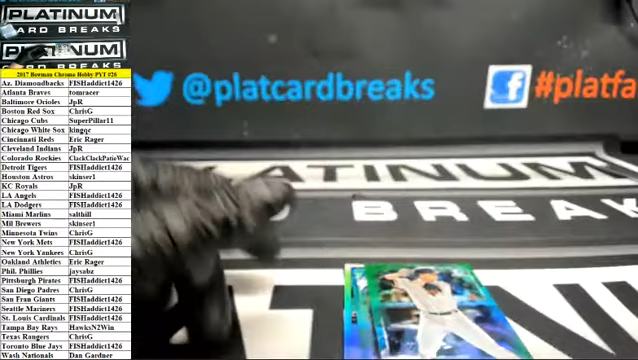 PLATINUM
CARD BREAKS
PLATINUM
CARD BREAKS
2017 Bowman Chrome Hobby PYT #26
Az. Diamondbacks FISHaddict1426
Atlanta Braves tomracer
Baltimore Orioles JpR
Boston Red Sox ChrisG
Chicago Cubs SuperPillar11
Chicago White Sox kingqc
Cincinnati Reds Eric Rager
Cleveland Indians JpR
Colorado Rockies ClackClackPatioWac
Detroit Tigers FISHaddict1426
Houston Astros skinser1
KC Royals JpR
LA Angels FISHaddict1426
LA Dodgers FISHaddict1426
Miami Marlins salthill
Mil Brewers skinser1
Minnesota Twins ChrisG
New York Mets FISHaddict1426
New York Yankees ChrisG
Oakland Athletics Eric Rager
Phil. Phillies jaysabz
Pittsburgh Pirates FISHaddict1426
San Diego Padres ChrisG
San Fran Giants FISHaddict1426
Seattle Mariners FISHaddict1426
St. Louis Cardinals FISHaddict1426
Tampa Bay Rays HawksN2Win
Texas Rangers ChrisG
Toronto Blue Jays FISHaddict1426
Wash Nationals Dan Gardner
@platcardbreaks
f #platfa
ATINUM
BREAK